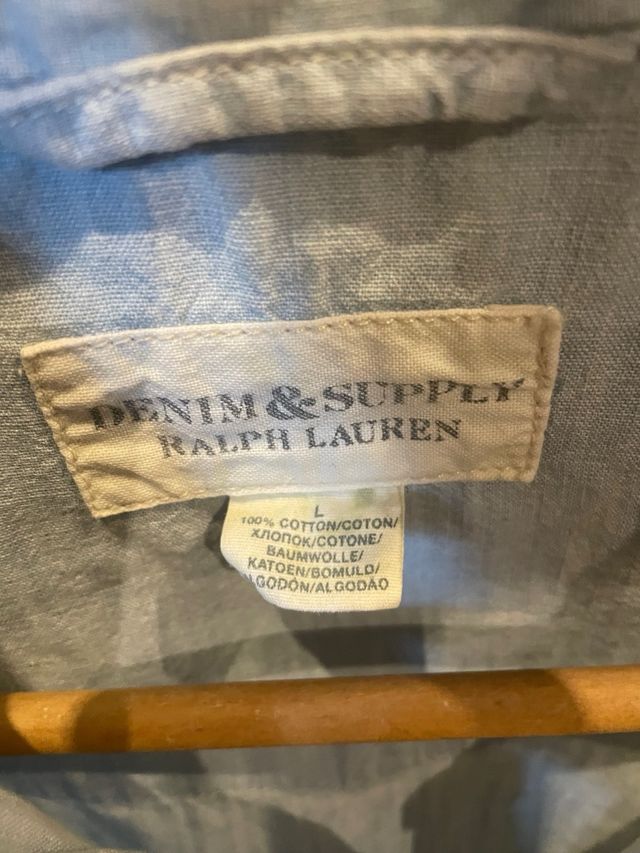 DENIM & SUPPLY
RALPH LAUREN
L
100% COTTON/COTON/
ХЛОПОК/COTONE/
BAUMWOLLE/
KATOEN/BOMULD/
ALGODÓN/ALGODÃO